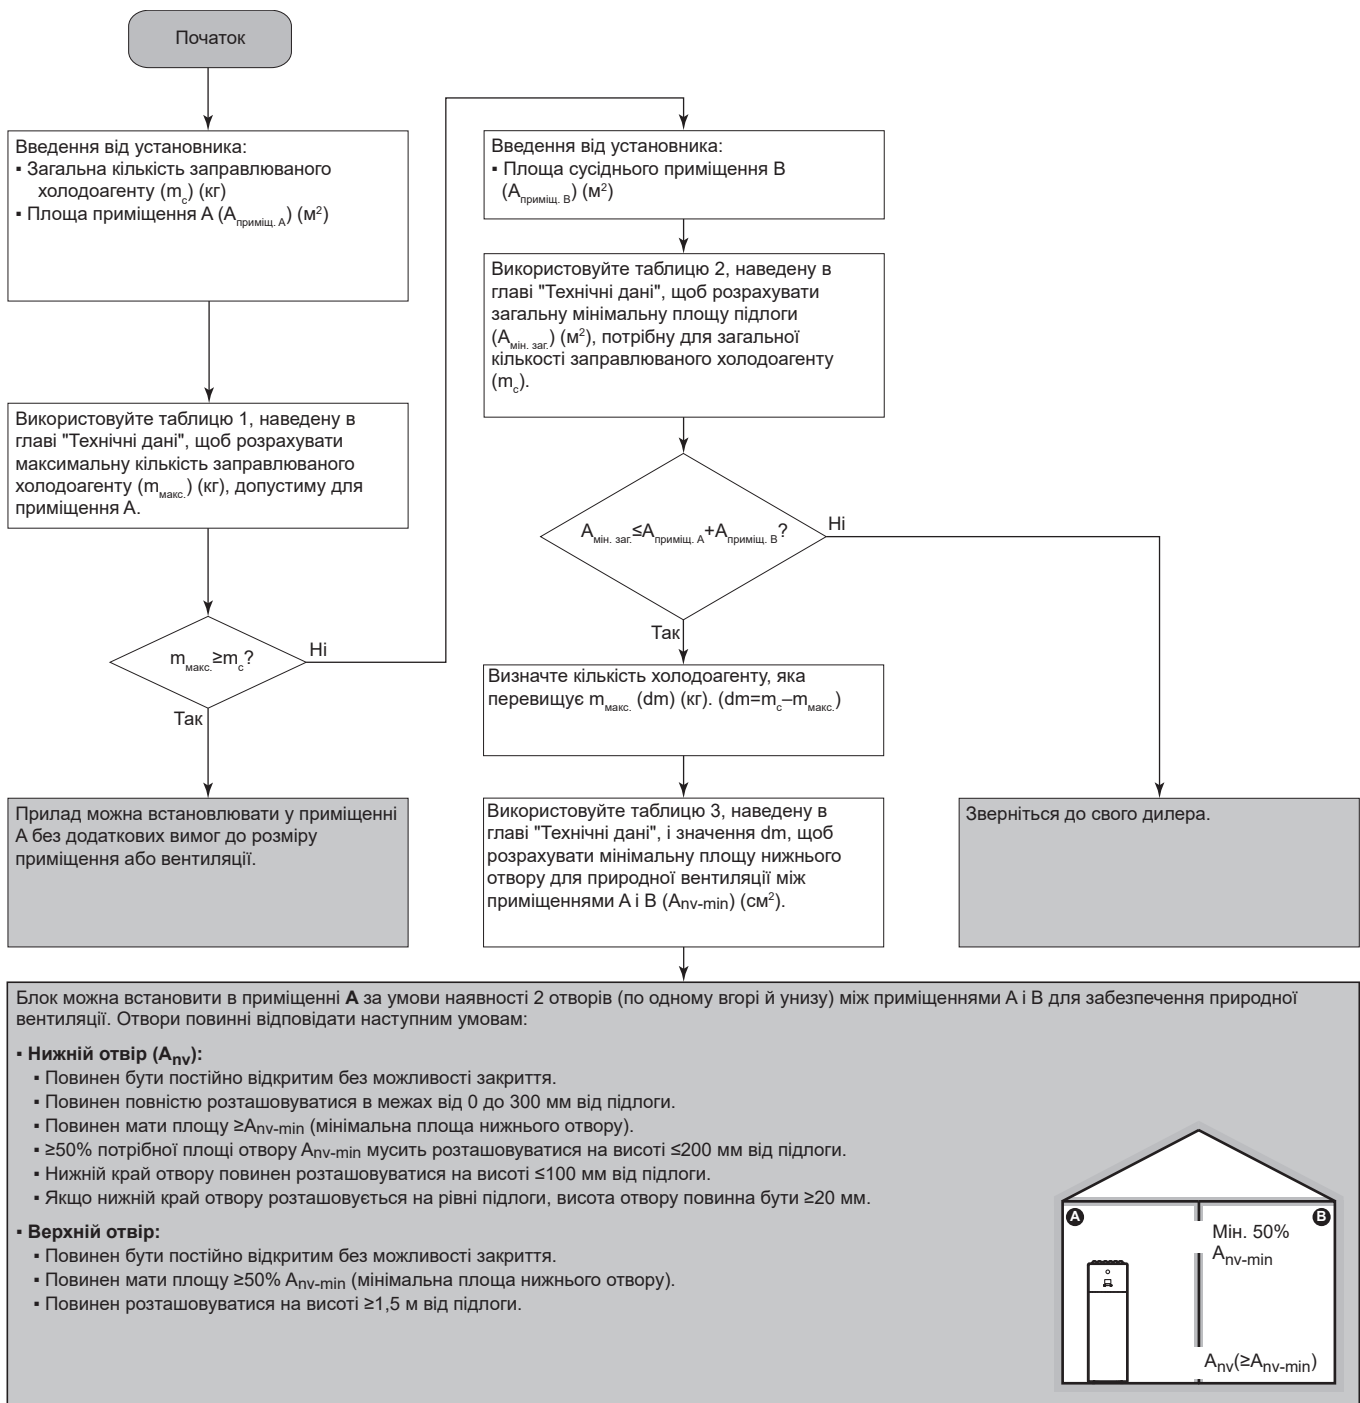 Початок
Введення від установника:
▪ Загальна кількість заправлюваного
холодоагенту (mc) (кг)
▪ Площа приміщення A (Aприміщ. A) (м²)
Використовуйте таблицю 1, наведену в
главі "Технічні дані", щоб розрахувати
максимальну кількість заправлюваного
холодоагенту (mмакс.) (кг), допустиму для
приміщення A.
mмакс.≥mc?
Ні
Так
Прилад можна встановлювати у приміщенні
A без додаткових вимог до розміру
приміщення або вентиляції.
Введення від установника:
▪ Площа сусіднього приміщення B
(Aприміщ. B) (м²)
Використовуйте таблицю 2, наведену в
главі "Технічні дані", щоб розрахувати
загальну мінімальну площу підлоги
(Aмін. заг.) (м²), потрібну для загальної
кількості заправлюваного холодоагенту
(mc).
Aмін. заг.≤Aприміщ. A+Aприміщ. B?
Ні
Так
Визначте кількість холодоагенту, яка
перевищує mмакс. (dm) (кг). (dm=mc–mмакс.)
Використовуйте таблицю 3, наведену в
главі "Технічні дані", і значення dm, щоб
розрахувати мінімальну площу нижнього
отвору для природної вентиляції між
приміщеннями A і B (Anv-min) (см²).
Зверніться до свого дилера.
Блок можна встановити в приміщенні A за умови наявності 2 отворів (по одному вгорі й унизу) між приміщеннями A і B для забезпечення природної
вентиляції. Отвори повинні відповідати наступним умовам:
▪ Нижній отвір (Anv):
▪ Повинен бути постійно відкритим без можливості закриття.
▪ Повинен повністю розташовуватися в межах від 0 до 300 мм від підлоги.
▪ Повинен мати площу ≥Anv-min (мінімальна площа нижнього отвору).
▪ ≥50% потрібної площі отвору Anv-min мусить розташовуватися на висоті ≤200 мм від підлоги.
▪ Нижній край отвору повинен розташовуватися на висоті ≤100 мм від підлоги.
▪ Якщо нижній край отвору розташовується на рівні підлоги, висота отвору повинна бути ≥20 мм.
▪ Верхній отвір:
▪ Повинен бути постійно відкритим без можливості закриття.
▪ Повинен мати площу ≥50% Anv-min (мінімальна площа нижнього отвору).
▪ Повинен розташовуватися на висоті ≥1,5 м від підлоги.
A
B
Мін. 50%
Anv-min
Anv(≥Anv-min)